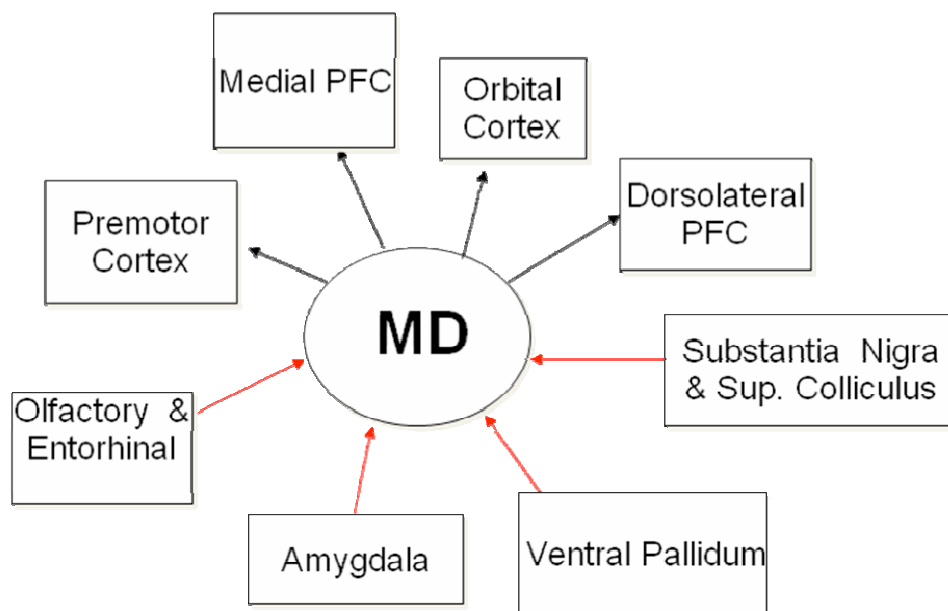 Medial PFC
Orbital
Cortex
Premotor
Cortex
Dorsolateral
PFC
MD
Substantia Nigra
& Sup. Colliculus
Olfactory &
Entorhinal
Amygdala
Ventral Pallidum